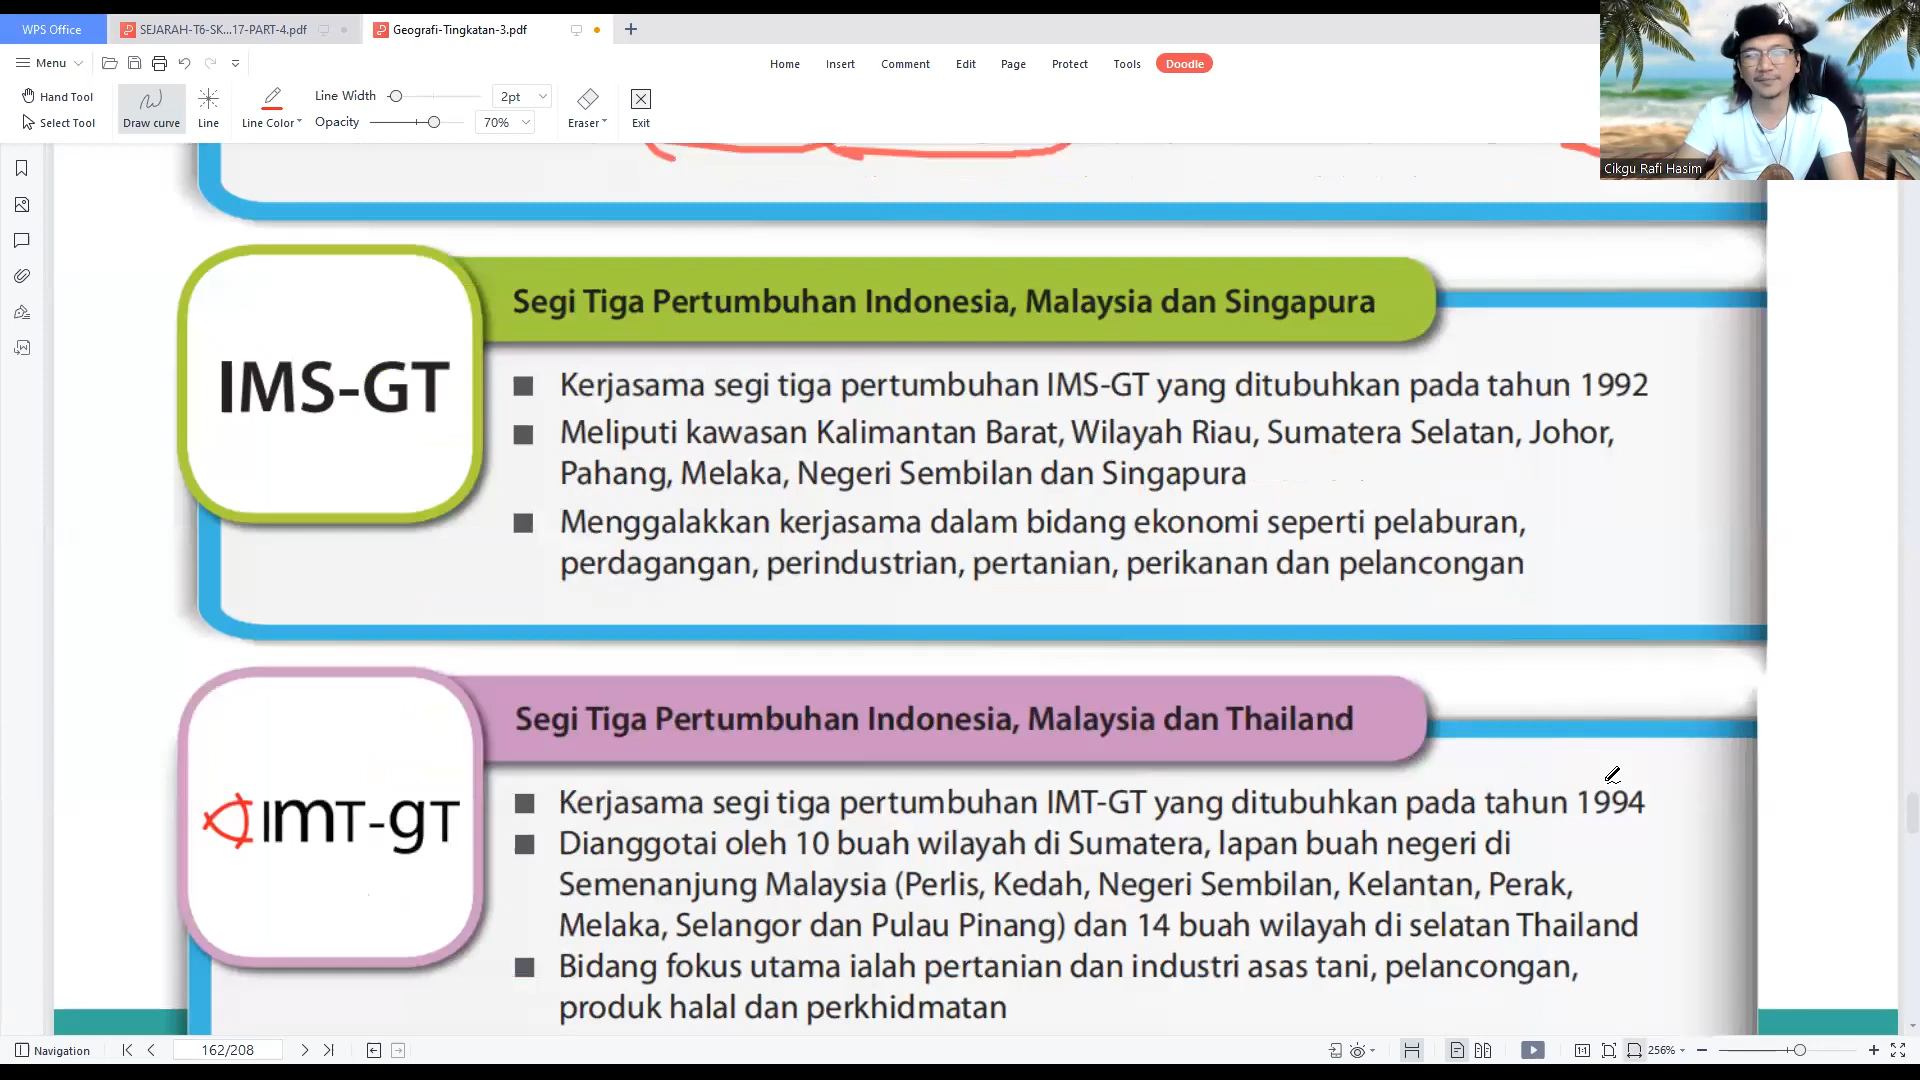 WPS Office
SEJARAH-T6-SK...17-PART-4.pdf
Geografi-Tingkatan-3.pdf
Menu
Home
Insert
Comment
Edit
Page
Protect
Tools
Doodle
Hand Tool
Select Tool
Draw curve
Line
Line Color
Line Width
2pt
Opacity
70%
Eraser
Exit
Cikgu Rafi Hasim
Segi Tiga Pertumbuhan Indonesia, Malaysia dan Singapura
IMS-GT
Kerjasama segi tiga pertumbuhan IMS-GT yang ditubuhkan pada tahun 1992
Meliputi kawasan Kalimantan Barat, Wilayah Riau, Sumatera Selatan, Johor,
Pahang, Melaka, Negeri Sembilan dan Singapura
Menggalakkan kerjasama dalam bidang ekonomi seperti pelaburan,
perdagangan, perindustrian, pertanian, perikanan dan pelancongan
Segi Tiga Pertumbuhan Indonesia, Malaysia dan Thailand
IMT-GT
Kerjasama segi tiga pertumbuhan IMT-GT yang ditubuhkan pada tahun 1994
Dianggotai oleh 10 buah wilayah di Sumatera, lapan buah negeri di
Semenanjung Malaysia (Perlis, Kedah, Negeri Sembilan, Kelantan, Perak,
Melaka, Selangor dan Pulau Pinang) dan 14 buah wilayah di selatan Thailand
Bidang fokus utama ialah pertanian dan industri asas tani, pelancongan,
produk halal dan perkhidmatan
Navigation
162/208
256%